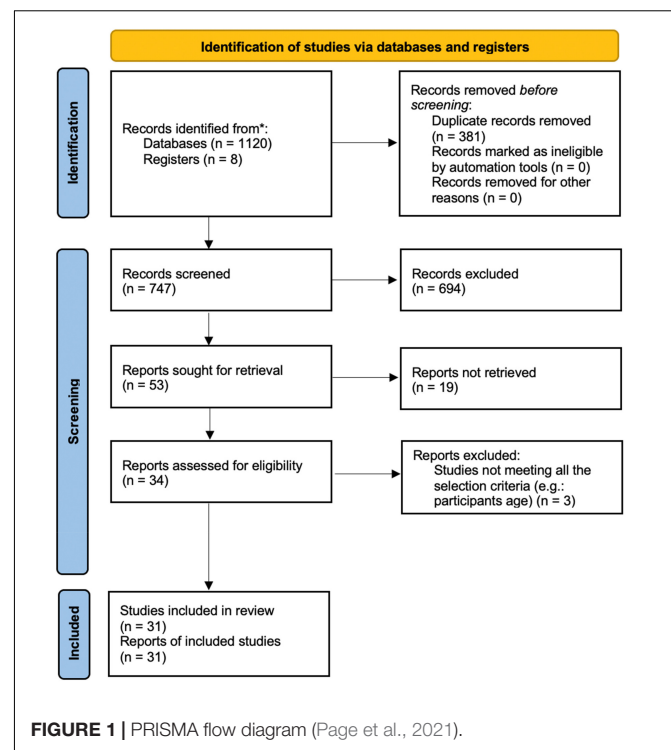 Identification of studies via databases and registers
Identification
Records identified from*:
Databases (n = 1120)
Registers (n = 8)
Records removed before
screening:
Duplicate records removed
(n = 381)
Records marked as ineligible
by automation tools (n = 0)
Records removed for other
reasons (n = 0)
Screening
Records screened
(n = 747)
Records excluded
(n = 694)
Reports sought for retrieval
(n = 53)
Reports not retrieved
(n = 19)
Reports assessed for eligibility
(n = 34)
Reports excluded:
Studies not meeting all the
selection criteria (e.g.:
participants age) (n = 3)
Included
Studies included in review
(n = 31)
Reports of included studies
(n = 31)
FIGURE 1 | PRISMA flow diagram (Page et al., 2021).